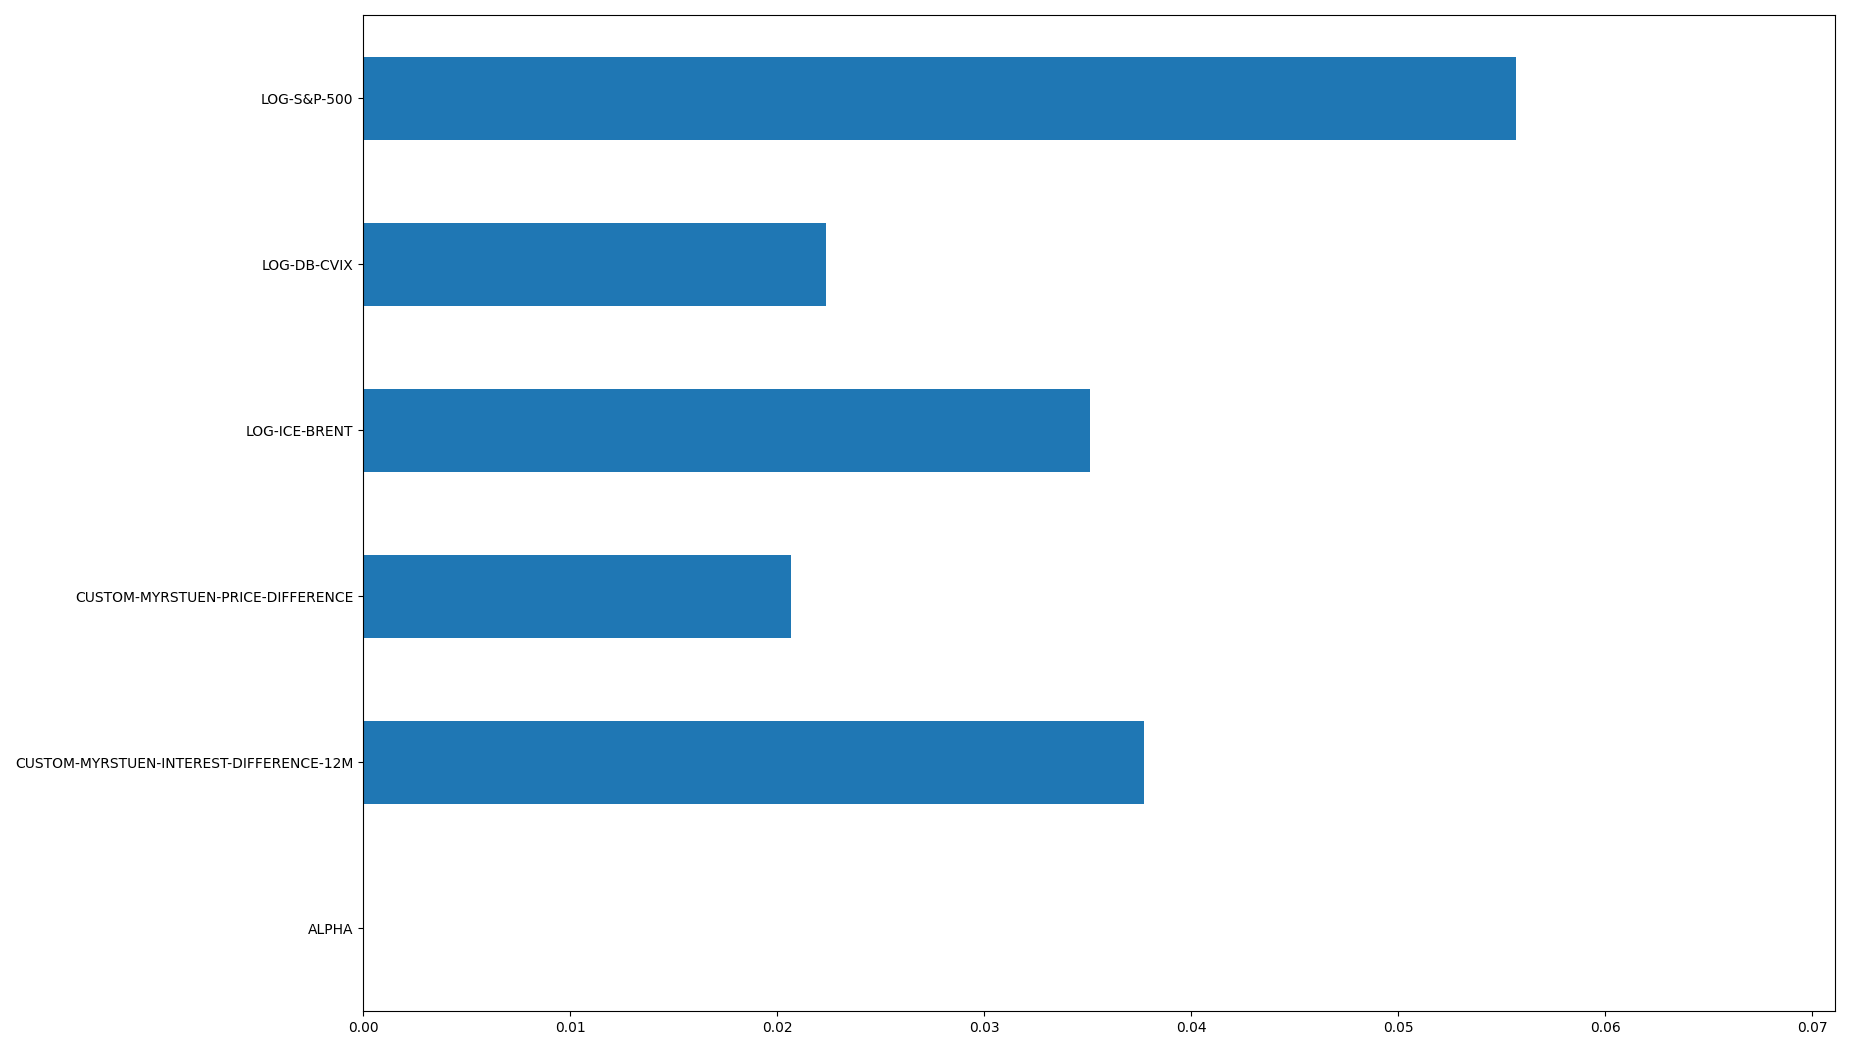 LOG-S&P-500
LOG-DB-CVIX
LOG-ICE-BRENT
CUSTOM-MYRSTUEN-PRICE-DIFFERENCE
CUSTOM-MYRSTUEN-INTEREST-DIFFERENCE-12M
ALPHA
0.00 0.01 0.02 0.03 0.04 0.05 0.06 0.07